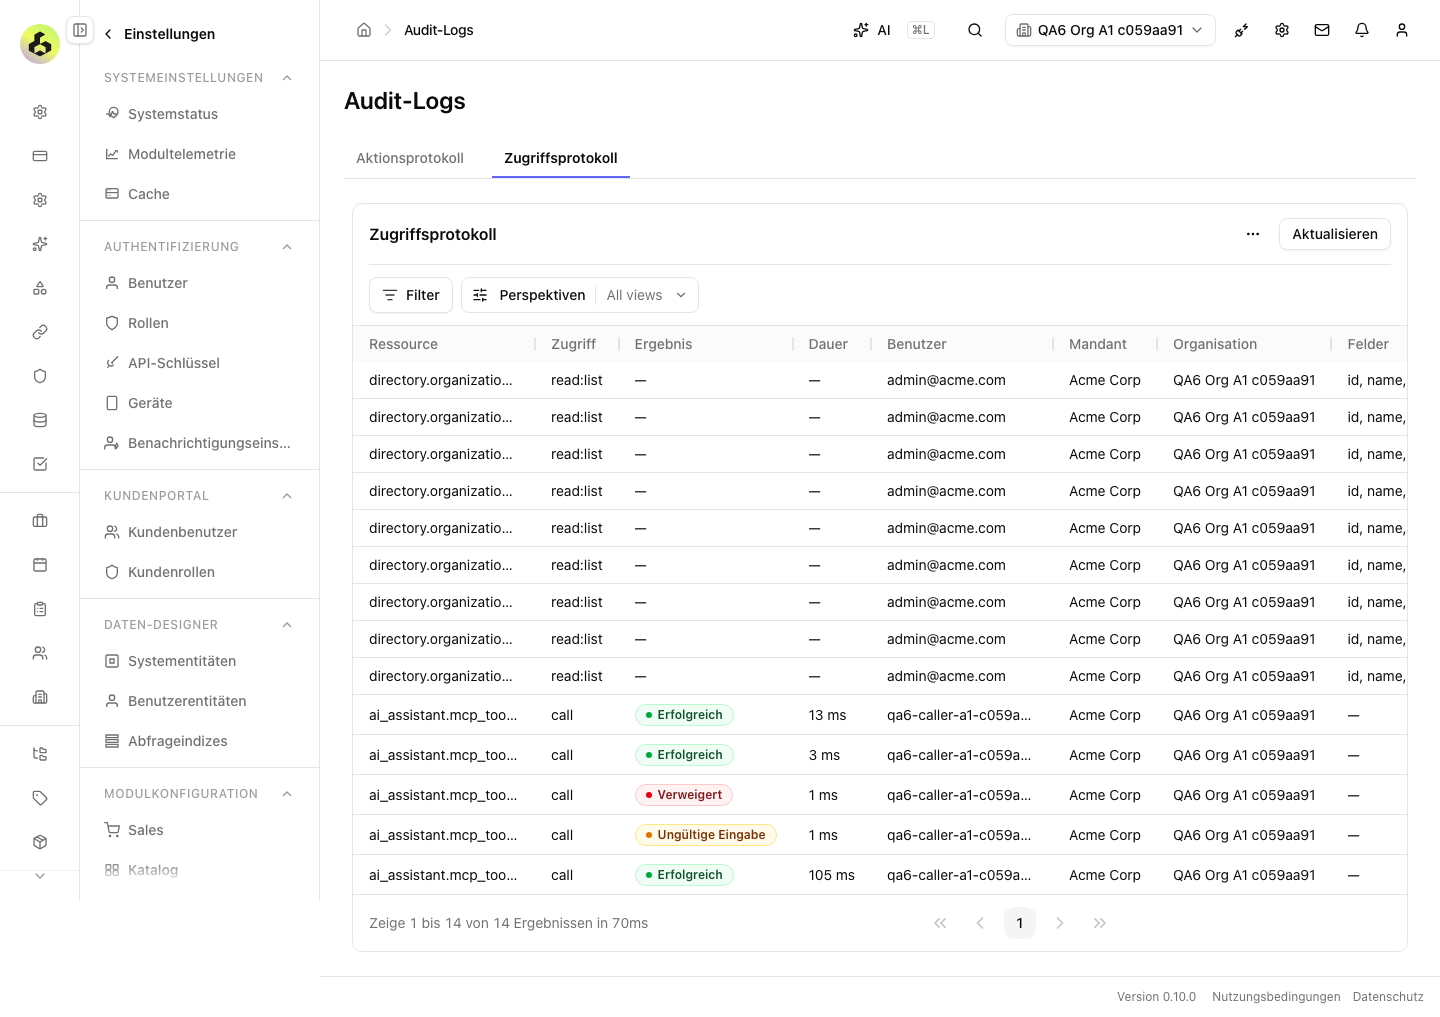 Einstellungen
SYSTEMEINSTELLUNGEN
Systemstatus
Modultelemetrie
Cache
AUTHENTIFIZIERUNG
Benutzer
Rollen
API-Schlüssel
Geräte
Benachrichtigungseins...
KUNDENPORTAL
Kundenbenutzer
Kundenrollen
DATEN-DESIGNER
Systementitäten
Benutzerentitäten
Abfrageindizes
MODULKONFIGURATION
Sales
Katalog
Audit-Logs AI ⌘L QA6 Org A1 c059aa91
Audit-Logs
Aktionsprotokoll Zugriffsprotokoll
Zugriffsprotokoll ... Aktualisieren
Filter Perspektiven All views
Ressource Zugriff Ergebnis Dauer Benutzer Mandant Organisation Felder
directory.organizatio... read:list — — admin@acme.com Acme Corp QA6 Org A1 c059aa91 id, name,
directory.organizatio... read:list — — admin@acme.com Acme Corp QA6 Org A1 c059aa91 id, name,
directory.organizatio... read:list — — admin@acme.com Acme Corp QA6 Org A1 c059aa91 id, name,
directory.organizatio... read:list — — admin@acme.com Acme Corp QA6 Org A1 c059aa91 id, name,
directory.organizatio... read:list — — admin@acme.com Acme Corp QA6 Org A1 c059aa91 id, name,
directory.organizatio... read:list — — admin@acme.com Acme Corp QA6 Org A1 c059aa91 id, name,
directory.organizatio... read:list — — admin@acme.com Acme Corp QA6 Org A1 c059aa91 id, name,
directory.organizatio... read:list — — admin@acme.com Acme Corp QA6 Org A1 c059aa91 id, name,
directory.organizatio... read:list — — admin@acme.com Acme Corp QA6 Org A1 c059aa91 id, name,
ai_assistant.mcp_too... call Erfolgreich 13 ms qa6-caller-a1-c059a... Acme Corp QA6 Org A1 c059aa91 —
ai_assistant.mcp_too... call Erfolgreich 3 ms qa6-caller-a1-c059a... Acme Corp QA6 Org A1 c059aa91 —
ai_assistant.mcp_too... call Verweigert 1 ms qa6-caller-a1-c059a... Acme Corp QA6 Org A1 c059aa91 —
ai_assistant.mcp_too... call Ungültige Eingabe 1 ms qa6-caller-a1-c059a... Acme Corp QA6 Org A1 c059aa91 —
ai_assistant.mcp_too... call Erfolgreich 105 ms qa6-caller-a1-c059a... Acme Corp QA6 Org A1 c059aa91 —
Zeige 1 bis 14 von 14 Ergebnissen in 70ms 1
Version 0.10.0 Nutzungsbedingungen Datenschutz